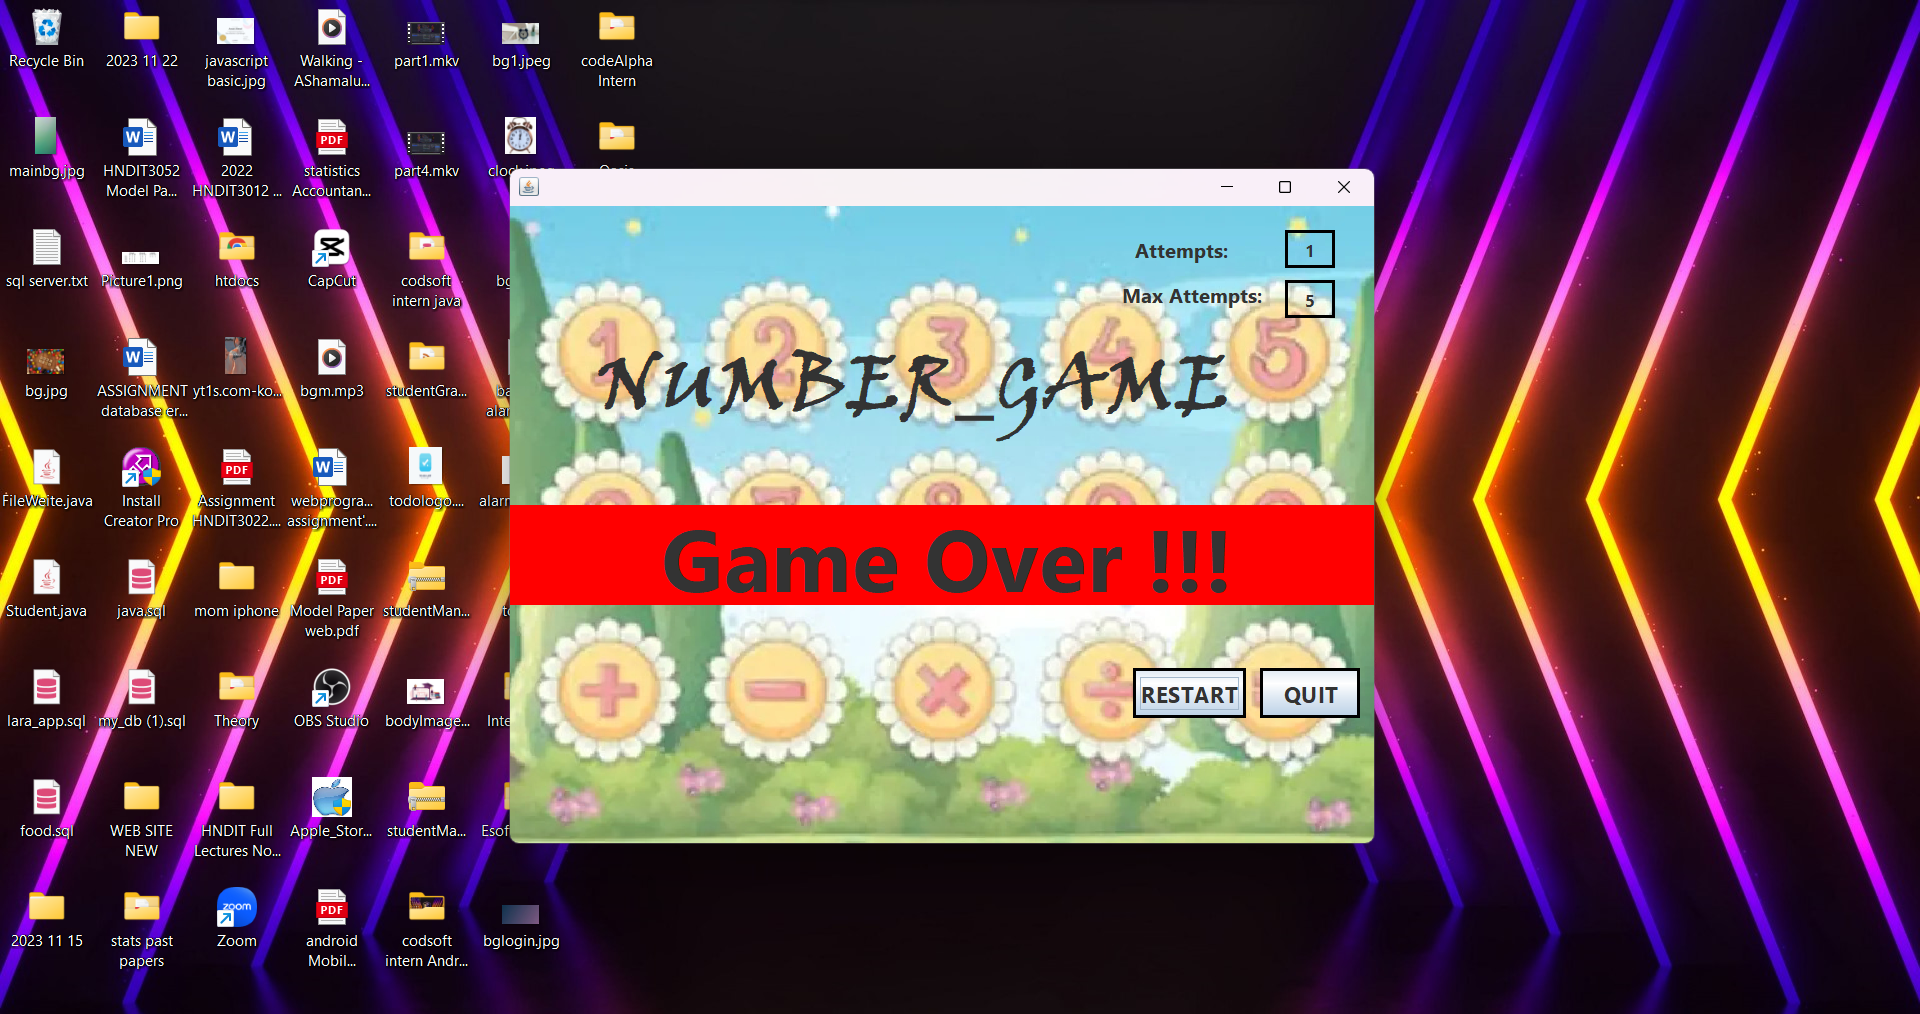 Recycle Bin
2023 11 22
javascript
basic.jpg
Walking -
AShamalu...
part1.mkv
bg1.jpeg
codeAlpha
Intern
mainbg.jpg
HNDIT3052
Model Pa...
2022
HNDIT3012 ...
statistics
Accountan...
part4.mkv
sql server.txt
Picture1.png
htdocs
CapCut
codsoft
intern java
bg.jpg
ASSIGNMENT
database er...
yt1s.com-ko...
bgm.mp3
studentGra...
FileWeite.java
Install
Creator Pro
Assignment
HNDIT3022....
webprogra...
assignment'....
todologo....
Student.java
java.sql
mom iphone
Model Paper
web.pdf
studentMan...
lara_app.sql
my_db (1).sql
Theory
OBS Studio
bodyImage...
food.sql
WEB SITE
NEW
HNDIT Full
Lectures No...
Apple_Stor...
studentMa...
2023 11 15
stats past
papers
Zoom
android
Mobil...
codsoft
intern Andr...
bglogin.jpg
Attempts: 1
Max Attempts: 5
1 2 3 4 5
NUMBER_GAME
Game Over !!!
+ − × ÷
RESTART QUIT